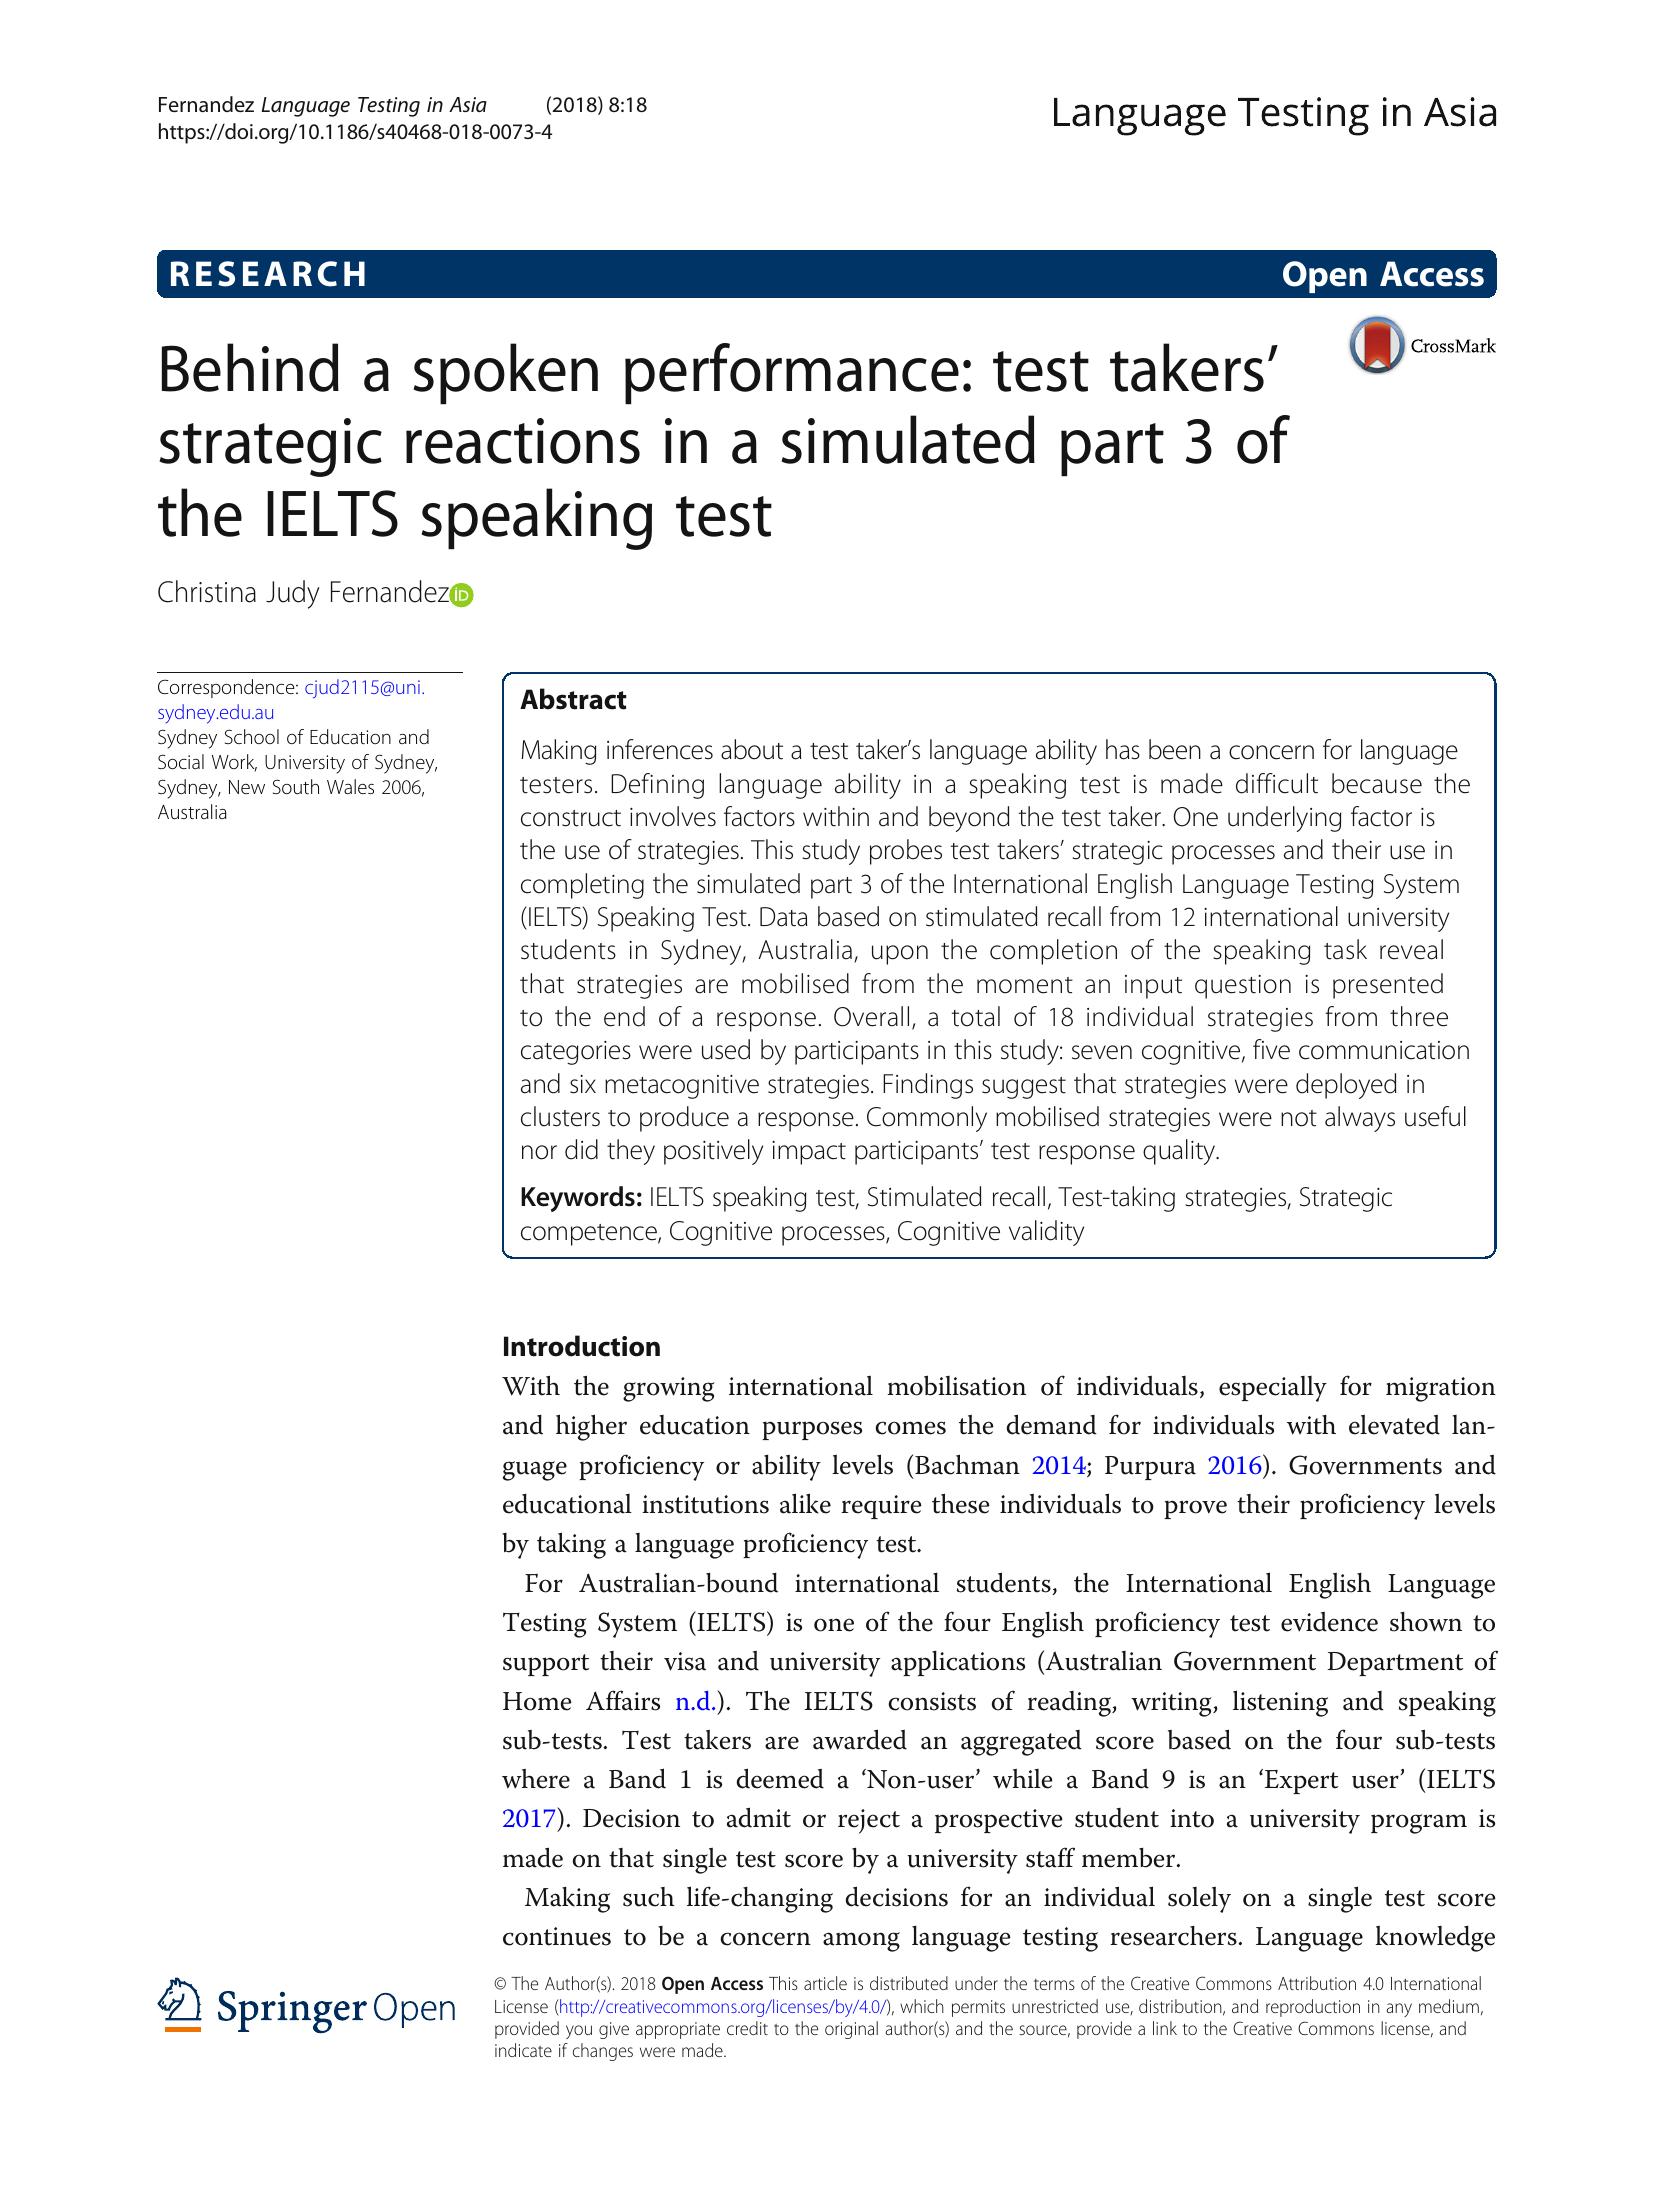 Fernandez Language Testing in Asia (2018) 8:18
https://doi.org/10.1186/s40468-018-0073-4
Language Testing in Asia
RESEARCH Open Access
CrossMark
Behind a spoken performance: test takers’
strategic reactions in a simulated part 3 of
the IELTS speaking test
Christina Judy Fernandez iD
Correspondence: cjud2115@uni.
sydney.edu.au
Sydney School of Education and
Social Work, University of Sydney,
Sydney, New South Wales 2006,
Australia
Abstract
Making inferences about a test taker’s language ability has been a concern for language
testers. Defining language ability in a speaking test is made difficult because the
construct involves factors within and beyond the test taker. One underlying factor is
the use of strategies. This study probes test takers’ strategic processes and their use in
completing the simulated part 3 of the International English Language Testing System
(IELTS) Speaking Test. Data based on stimulated recall from 12 international university
students in Sydney, Australia, upon the completion of the speaking task reveal
that strategies are mobilised from the moment an input question is presented
to the end of a response. Overall, a total of 18 individual strategies from three
categories were used by participants in this study: seven cognitive, five communication
and six metacognitive strategies. Findings suggest that strategies were deployed in
clusters to produce a response. Commonly mobilised strategies were not always useful
nor did they positively impact participants’ test response quality.
Keywords: IELTS speaking test, Stimulated recall, Test-taking strategies, Strategic
competence, Cognitive processes, Cognitive validity
Introduction
With the growing international mobilisation of individuals, especially for migration
and higher education purposes comes the demand for individuals with elevated lan-
guage proficiency or ability levels (Bachman 2014; Purpura 2016). Governments and
educational institutions alike require these individuals to prove their proficiency levels
by taking a language proficiency test.
For Australian-bound international students, the International English Language
Testing System (IELTS) is one of the four English proficiency test evidence shown to
support their visa and university applications (Australian Government Department of
Home Affairs n.d.). The IELTS consists of reading, writing, listening and speaking
sub-tests. Test takers are awarded an aggregated score based on the four sub-tests
where a Band 1 is deemed a ‘Non-user’ while a Band 9 is an ‘Expert user’ (IELTS
2017). Decision to admit or reject a prospective student into a university program is
made on that single test score by a university staff member.
Making such life-changing decisions for an individual solely on a single test score
continues to be a concern among language testing researchers. Language knowledge
Springer Open
© The Author(s). 2018 Open Access This article is distributed under the terms of the Creative Commons Attribution 4.0 International
License (http://creativecommons.org/licenses/by/4.0/), which permits unrestricted use, distribution, and reproduction in any medium,
provided you give appropriate credit to the original author(s) and the source, provide a link to the Creative Commons license, and
indicate if changes were made.